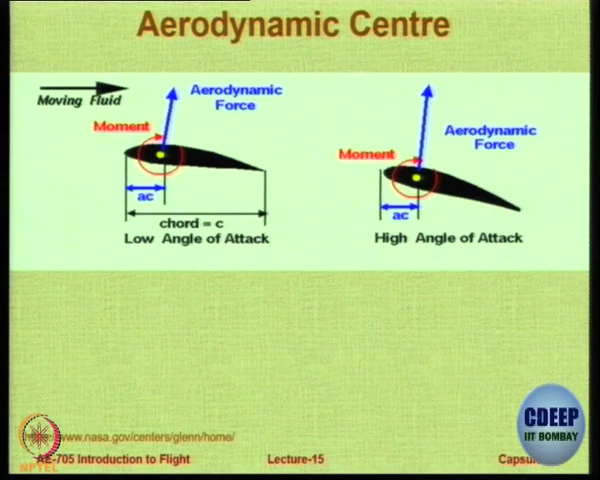 Aerodynamic Centre
Moving Fluid
Aerodynamic
Force
Moment
ac
chord = c
Low Angle of Attack
Aerodynamic
Force
Moment
ac
High Angle of Attack
www.nasa.gov/centers/glenn/home/
NPTEL
AE-705 Introduction to Flight
Lecture-15
CDEEP
IIT BOMBAY